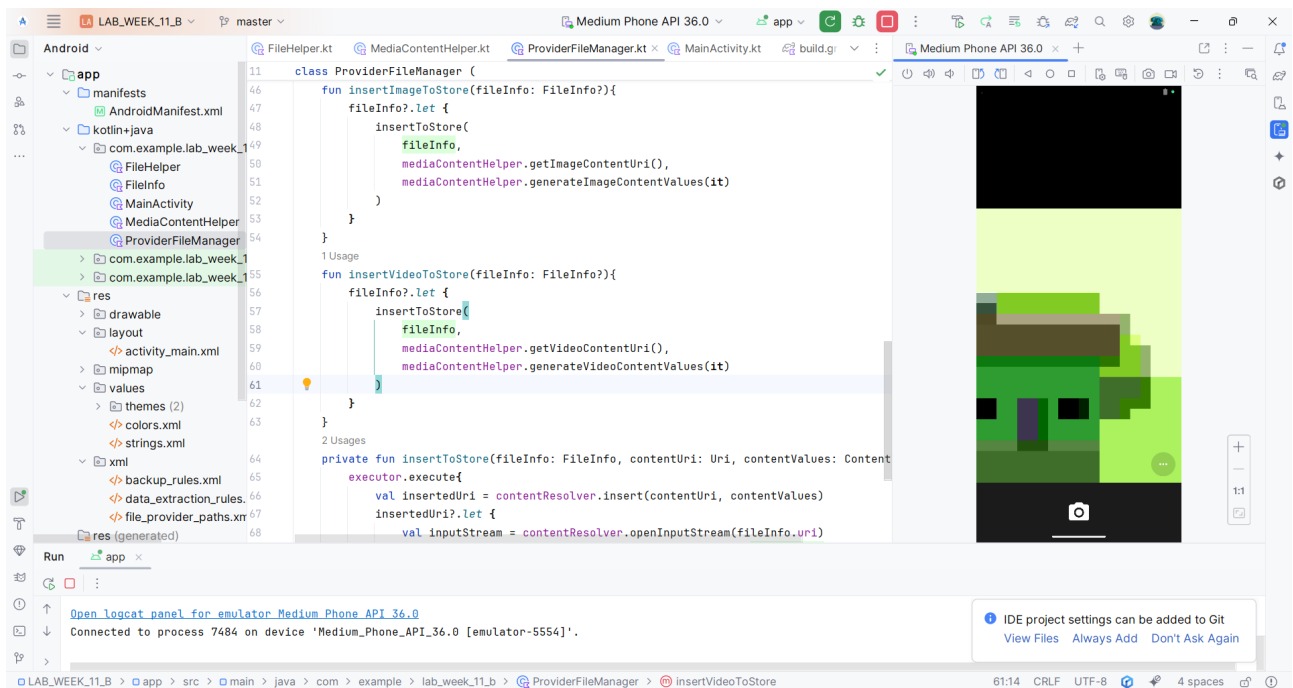 LAB_WEEK_11_B
master
Medium Phone API 36.0
app
Android
FileHelper.kt
MediaContentHelper.kt
ProviderFileManager.kt
MainActivity.kt
build.gr
Medium Phone API 36.0
app
manifests
AndroidManifest.xml
kotlin+java
com.example.lab_week_1
FileHelper
FileInfo
MainActivity
MediaContentHelper
ProviderFileManager
com.example.lab_week_1
com.example.lab_week_1
res
drawable
layout
activity_main.xml
mipmap
values
themes (2)
colors.xml
strings.xml
xml
backup_rules.xml
data_extraction_rules.
file_provider_paths.xm
res (generated)
11 class ProviderFileManager (
46 fun insertImageToStore(fileInfo: FileInfo?){
47 fileInfo?.let {
48 insertToStore(
49 fileInfo,
50 mediaContentHelper.getImageContentUri(),
51 mediaContentHelper.generateImageContentValues(it)
52 )
53 }
54 }
1 Usage
55 fun insertVideoToStore(fileInfo: FileInfo?){
56 fileInfo?.let {
57 insertToStore(
58 fileInfo,
59 mediaContentHelper.getVideoContentUri(),
60 mediaContentHelper.generateVideoContentValues(it)
61 )
62 }
63 }
2 Usages
64 private fun insertToStore(fileInfo: FileInfo, contentUri: Uri, contentValues: Content
65 executor.execute{
66 val insertedUri = contentResolver.insert(contentUri, contentValues)
67 insertedUri?.let {
68 val inputStream = contentResolver.openInputStream(fileInfo.uri)
1:1
Run
app
Open logcat panel for emulator Medium Phone API 36.0
Connected to process 7484 on device 'Medium_Phone_API_36.0 [emulator-5554]'.
IDE project settings can be added to Git
View Files Always Add Don't Ask Again
LAB_WEEK_11_B > app > src > main > java > com > example > lab_week_11_b > ProviderFileManager > insertVideoToStore
61:14 CRLF UTF-8 4 spaces